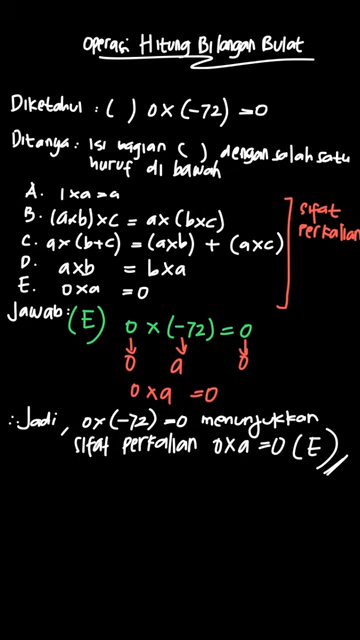 Operasi Hitung Bilangan Bulat
Diketahui : ( ) 0 x (-72) = 0
Ditanya : Isi bagian ( ) dengan salah satu
huruf di bawah
A. 1 x a = a
B. (a x b) x c = a x (b x c)
C. a x (b + c) = (a x b) + (a x c)
D. a x b = b x a
E. 0 x a = 0
sifat
perkalian
Jawab : (E) 0 x (-72) = 0
0 a 0
0 x a = 0
∴ Jadi, 0 x (-72) = 0 menunjukkan
sifat perkalian 0 x a = 0 (E)